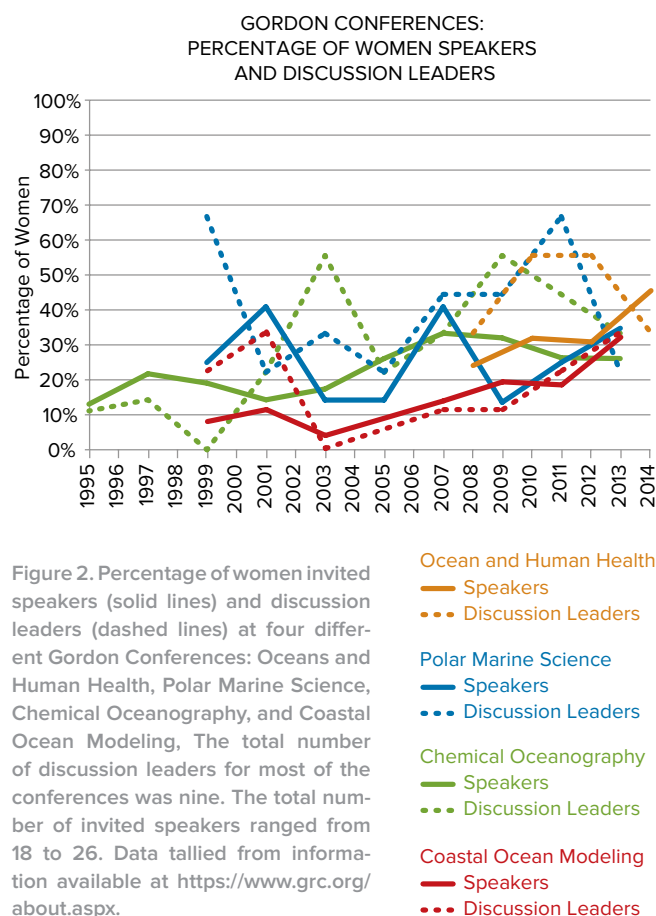 GORDON CONFERENCES:
PERCENTAGE OF WOMEN SPEAKERS
AND DISCUSSION LEADERS
100%
90%
80%
70%
60%
50%
40%
30%
20%
10%
0%
Percentage of Women
1995
1996
1997
1998
1999
2000
2001
2002
2003
2004
2005
2006
2007
2008
2009
2010
2011
2012
2013
2014
Figure 2. Percentage of women invited
speakers (solid lines) and discussion
leaders (dashed lines) at four differ-
ent Gordon Conferences: Oceans and
Human Health, Polar Marine Science,
Chemical Oceanography, and Coastal
Ocean Modeling, The total number
of discussion leaders for most of the
conferences was nine. The total num-
ber of invited speakers ranged from
18 to 26. Data tallied from informa-
tion available at https://www.grc.org/
about.aspx.
Ocean and Human Health
Speakers
Discussion Leaders
Polar Marine Science
Speakers
Discussion Leaders
Chemical Oceanography
Speakers
Discussion Leaders
Coastal Ocean Modeling
Speakers
Discussion Leaders